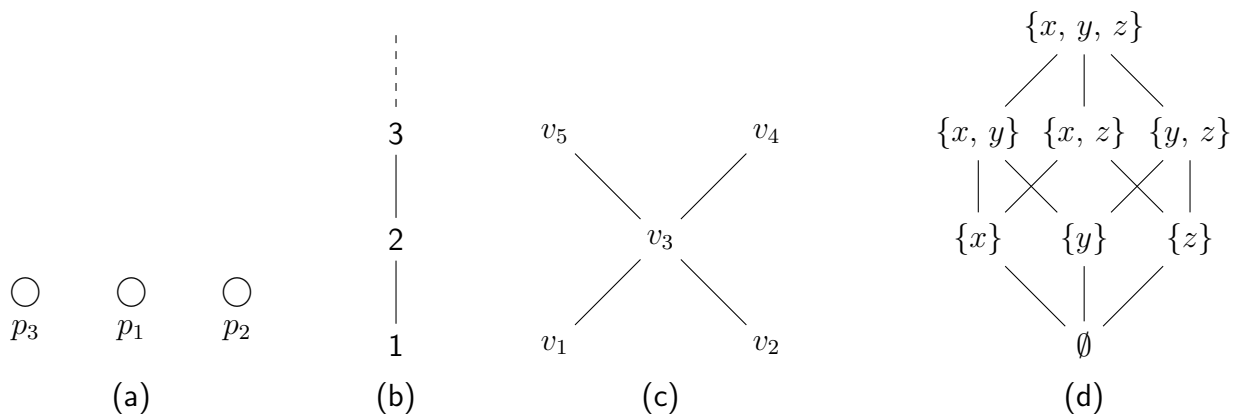 {x, y, z}
3
v₅
v₄
{x, y} {x, z} {y, z}
2
v₃
{x} {y} {z}
p₃ p₁ p₂
1
v₁
v₂
∅
(a) (b) (c) (d)